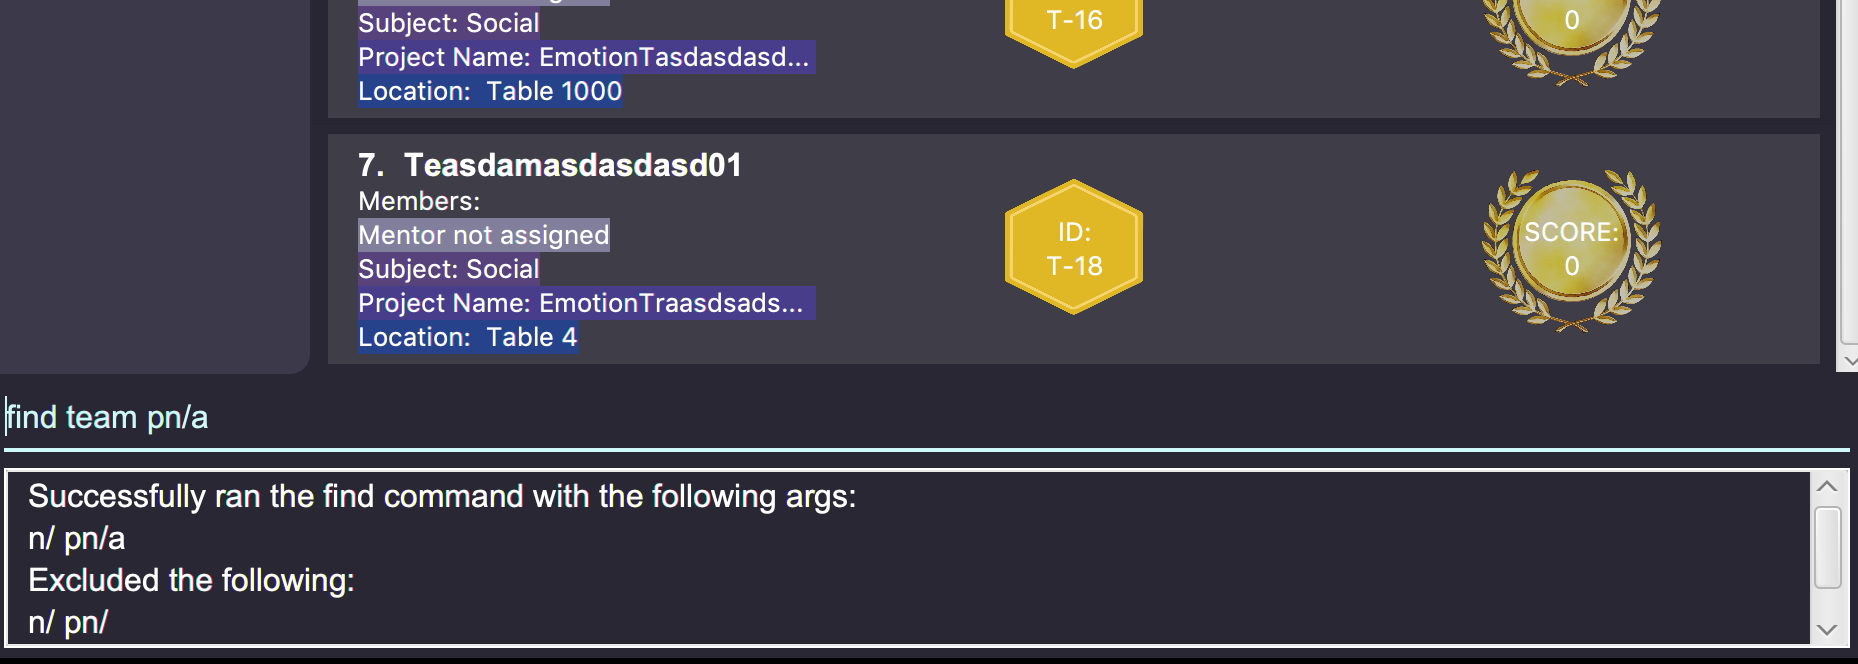 Subject: Social
Project Name: EmotionTasdasdasd...
Location: Table 1000
T-16
0
7. Teasdamasdasdasd01
Members:
Mentor not assigned
Subject: Social
Project Name: EmotionTraasdsads...
Location: Table 4
ID:
T-18
SCORE:
0
find team pn/a
Successfully ran the find command with the following args:
n/ pn/a
Excluded the following:
n/ pn/